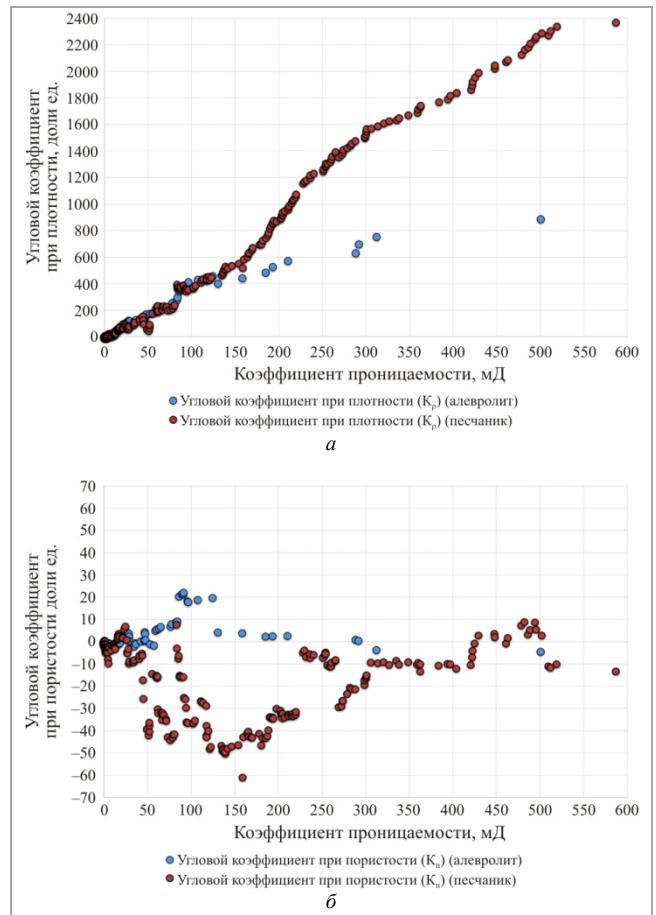 2400
2200
2000
1800
1600
1400
1200
1000
800
600
400
200
0
Угловой коэффициент
при плотности, доли ед.
0 50 100 150 200 250 300 350 400 450 500 550 600
Коэффициент проницаемости, мД
Угловой коэффициент при плотности (Kρ) (алевролит)
Угловой коэффициент при плотности (Kρ) (песчаник)
а
70
60
50
40
30
20
10
0
–10
–20
–30
–40
–50
–60
–70
Угловой коэффициент
при пористости доли ед.
0 50 100 150 200 250 300 350 400 450 500 550 600
Коэффициент проницаемости, мД
Угловой коэффициент при пористости (Kп) (алевролит)
Угловой коэффициент при пористости (Kп) (песчаник)
б